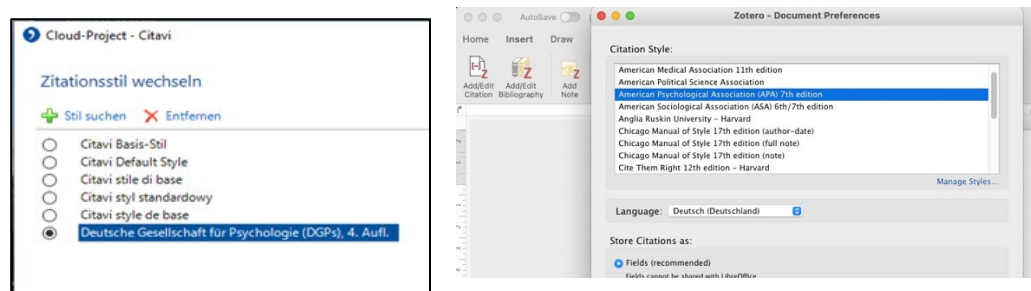 Cloud-Project - Citavi
Zitationsstil wechseln
Stil suchen Entfernen
Citavi Basis-Stil
Citavi Default Style
Citavi stile di base
Citavi styl standardowy
Citavi style de base
Deutsche Gesellschaft für Psychologie (DGPs), 4. Aufl.
AutoSave
Home Insert Draw
Add/Edit Citation
Add/Edit Bibliography
Add Note
Zotero - Document Preferences
Citation Style:
American Medical Association 11th edition
American Political Science Association
American Psychological Association (APA) 7th edition
American Sociological Association (ASA) 6th/7th edition
Anglia Ruskin University - Harvard
Chicago Manual of Style 17th edition (author-date)
Chicago Manual of Style 17th edition (full note)
Chicago Manual of Style 17th edition (note)
Cite Them Right 12th edition - Harvard
Manage Styles...
Language: Deutsch (Deutschland)
Store Citations as:
Fields (recommended)
Fields cannot be shared with LibreOffice.